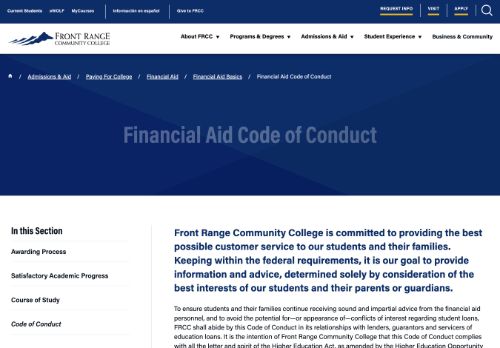 Current Students eWOLF MyCourses Información en español Give to FRCC REQUEST INFO VISIT APPLY
FRONT RANGE
COMMUNITY COLLEGE
About FRCC Programs & Degrees Admissions & Aid Student Experience Business & Community
/ Admissions & Aid / Paying For College / Financial Aid / Financial Aid Basics / Financial Aid Code of Conduct
Financial Aid Code of Conduct
In this Section
Awarding Process
Satisfactory Academic Progress
Course of Study
Code of Conduct
Front Range Community College is committed to providing the best
possible customer service to our students and their families.
Keeping within the federal requirements, it is our goal to provide
information and advice, determined solely by consideration of the
best interests of our students and their parents or guardians.
To ensure students and their families continue receiving sound and impartial advice from the financial aid
personnel, and to avoid the potential for—or appearance of—conflicts of interest regarding student loans,
FRCC shall abide by this Code of Conduct in its relationships with lenders, guarantors and servicers of
education loans. It is the intention of Front Range Community College that this Code of Conduct complies
with all the letter and spirit of the Higher Education Act, as amended by the Higher Education Opportunity